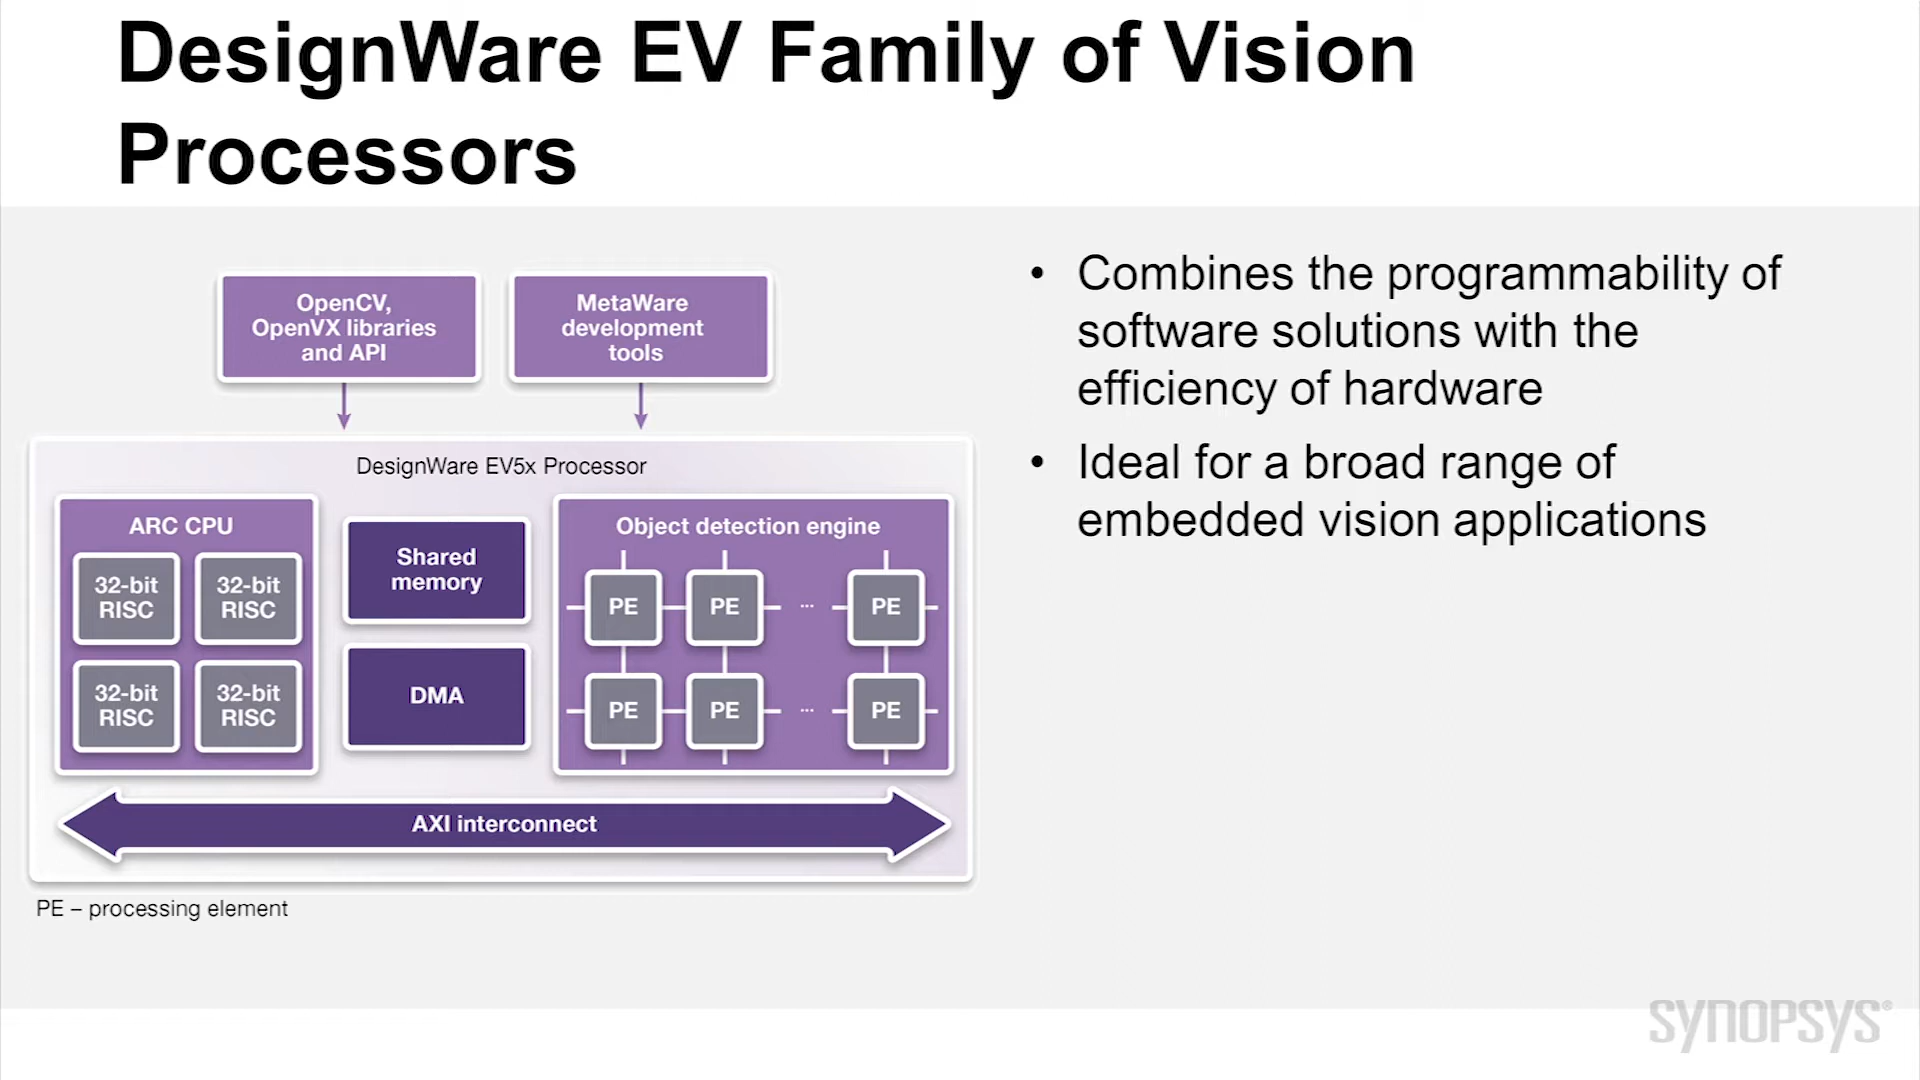 DesignWare EV Family of Vision
Processors
OpenCV,
OpenVX libraries
and API
MetaWare
development
tools
DesignWare EV5x Processor
ARC CPU
32-bit
RISC
32-bit
RISC
32-bit
RISC
32-bit
RISC
Shared
memory
DMA
Object detection engine
PE
PE
...
PE
PE
PE
...
PE
AXI interconnect
PE – processing element
• Combines the programmability of
software solutions with the
efficiency of hardware
• Ideal for a broad range of
embedded vision applications
SYNOPSYS®